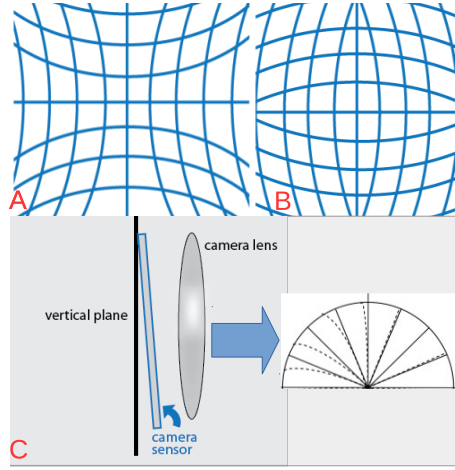 A
B
camera lens
vertical plane
camera
sensor
C